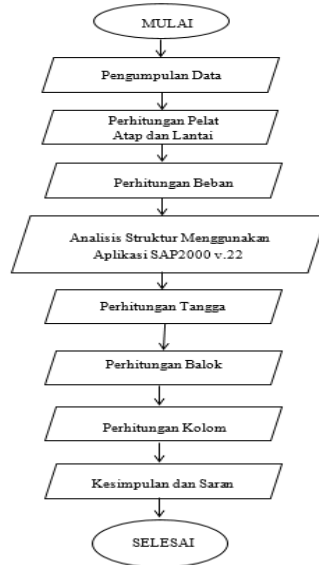 MULAI
Pengumpulan Data
Perhitungan Pelat
Atap dan Lantai
Perhitungan Beban
Analisis Struktur Menggunakan
Aplikasi SAP2000 v.22
Perhitungan Tangga
Perhitungan Balok
Perhitungan Kolom
Kesimpulan dan Saran
SELESAI